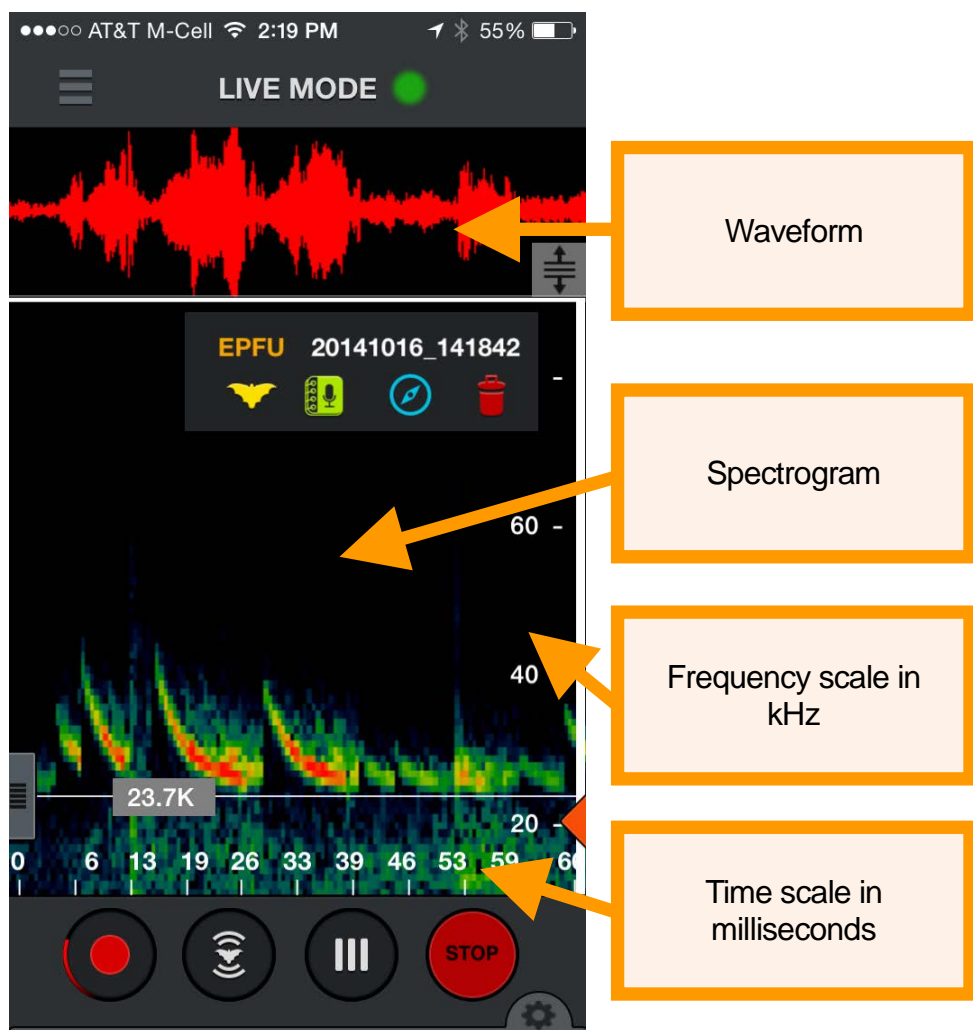 AT&T M-Cell 2:19 PM 55%
LIVE MODE
Waveform
EPFU 20141016_141842
Spectrogram
60
40
Frequency scale in
kHz
23.7K
20
0 6 13 19 26 33 39 46 53 59
Time scale in
milliseconds
STOP